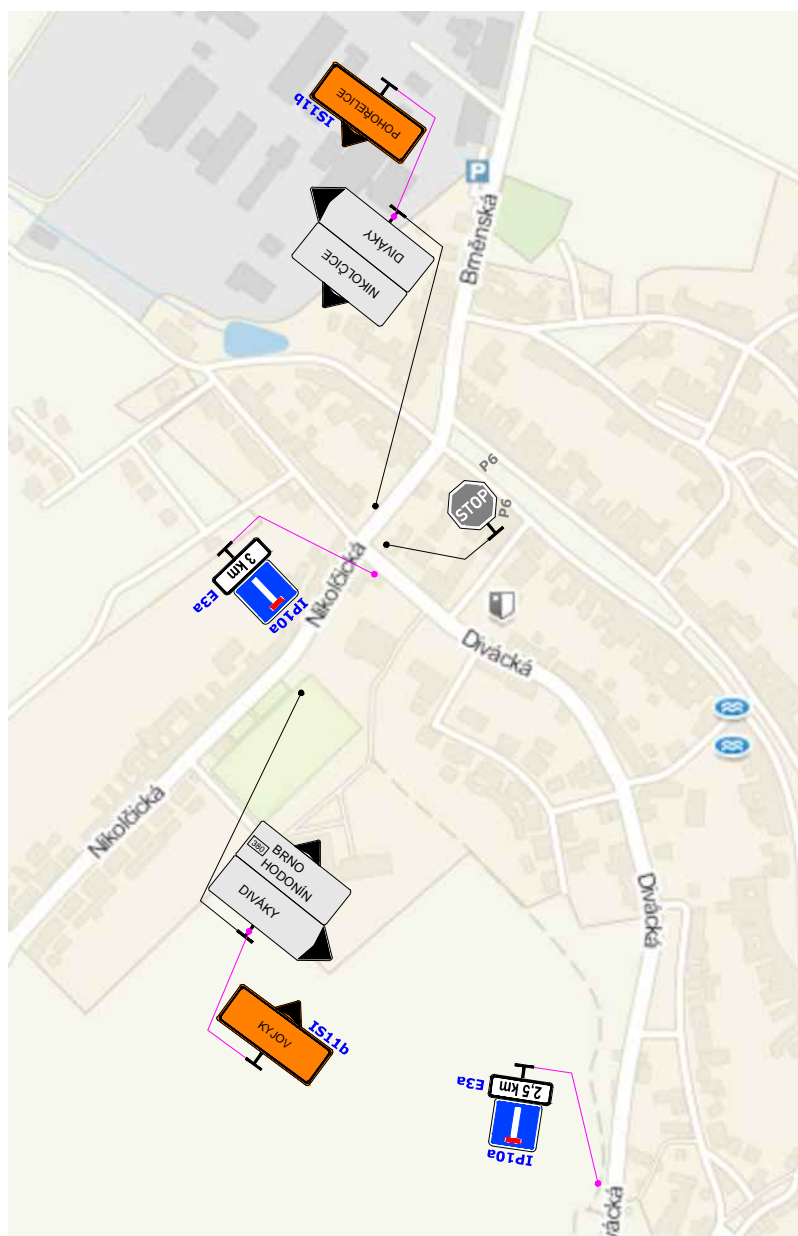 POHOŘELICE
IS11b
P
DIVÁKY
NIKOLČICE
Brněnská
P6
STOP
P6
3 km
E3a
IP10a
Nikolčická
Divácká
Nikolčická
380
BRNO
HODONÍN
DIVÁKY
Divácká
KYJOV
IS11b
2,5 km
E3a
IP10a
vácká